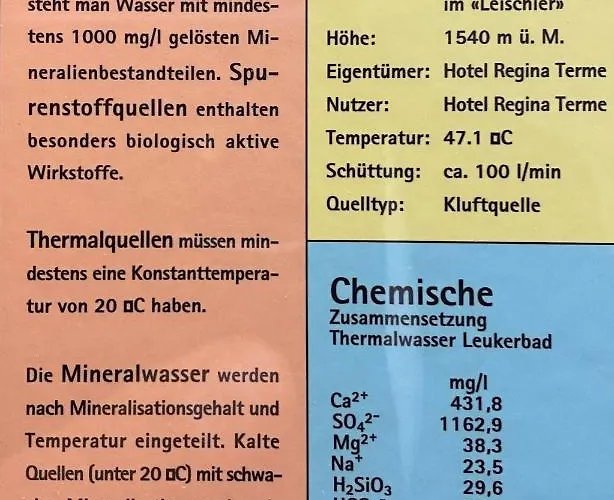 steht man Wasser mit mindes-
tens 1000 mg/l gelösten Mi-
neralienbestandteilen. Spu-
renstoffquellen enthalten
besonders biologisch aktive
Wirkstoffe.
Thermalquellen müssen min-
destens eine Konstanttempera-
tur von 20 ◘C haben.
Die Mineralwasser werden
nach Mineralisationsgehalt und
Temperatur eingeteilt. Kalte
Quellen (unter 20 ◘C) mit schwa-
im «Leischler»
Höhe: 1540 m ü. M.
Eigentümer: Hotel Regina Terme
Nutzer: Hotel Regina Terme
Temperatur: 47.1 ◘C
Schüttung: ca. 100 l/min
Quelltyp: Kluftquelle
Chemische
Zusammensetzung
Thermalwasser Leukerbad
mg/l
Ca²⁺ 431,8
SO₄²⁻ 1162,9
Mg²⁺ 38,3
Na⁺ 23,5
H₂SiO₃ 29,6